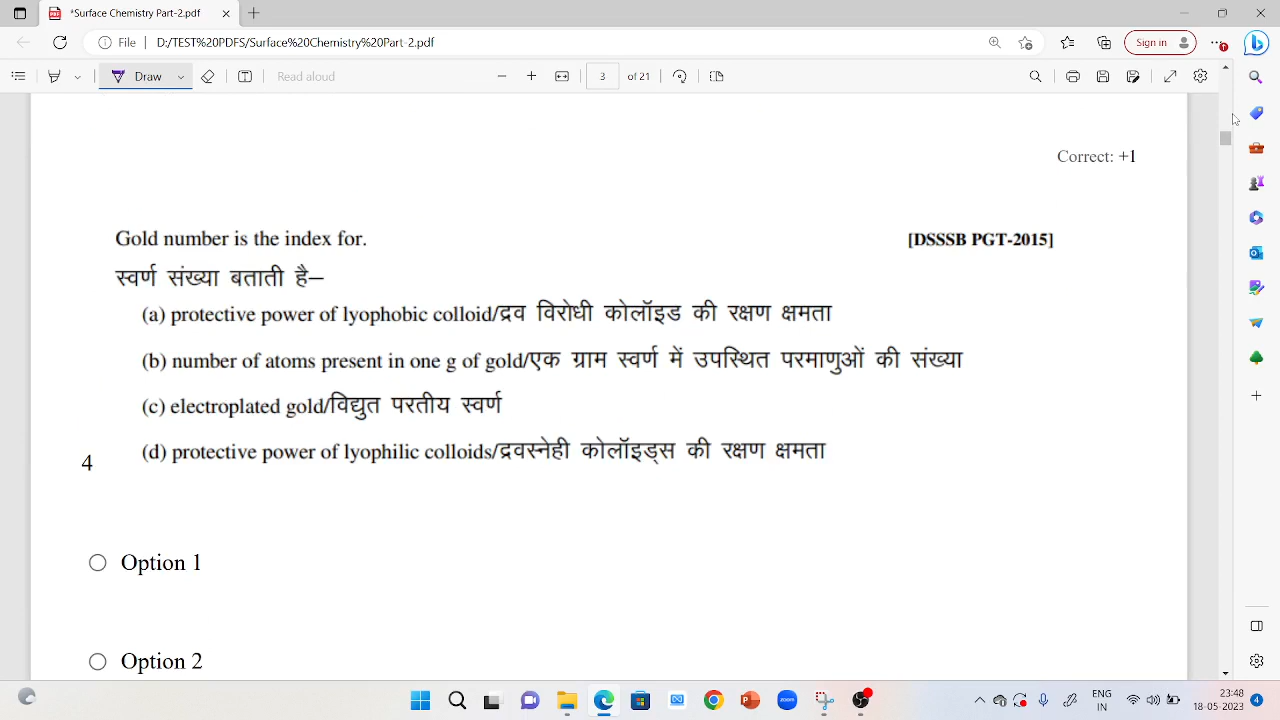 *Surface Chemistry Part-2.pdf
File D:/TEST%20PDFS/Surface%20Chemistry%20Part-2.pdf Sign in
Draw Read aloud 3 of 21
Correct: +1
Gold number is the index for. [DSSSB PGT-2015]
स्वर्ण संख्या बताती है–
(a) protective power of lyophobic colloid/द्रव विरोधी कोलॉइड की रक्षण क्षमता
(b) number of atoms present in one g of gold/एक ग्राम स्वर्ण में उपस्थित परमाणुओं की संख्या
(c) electroplated gold/विद्युत परतीय स्वर्ण
(d) protective power of lyophilic colloids/द्रवस्नेही कोलॉइड्स की रक्षण क्षमता
4
Option 1
Option 2
ENG
IN
23:48
18-05-2023
4